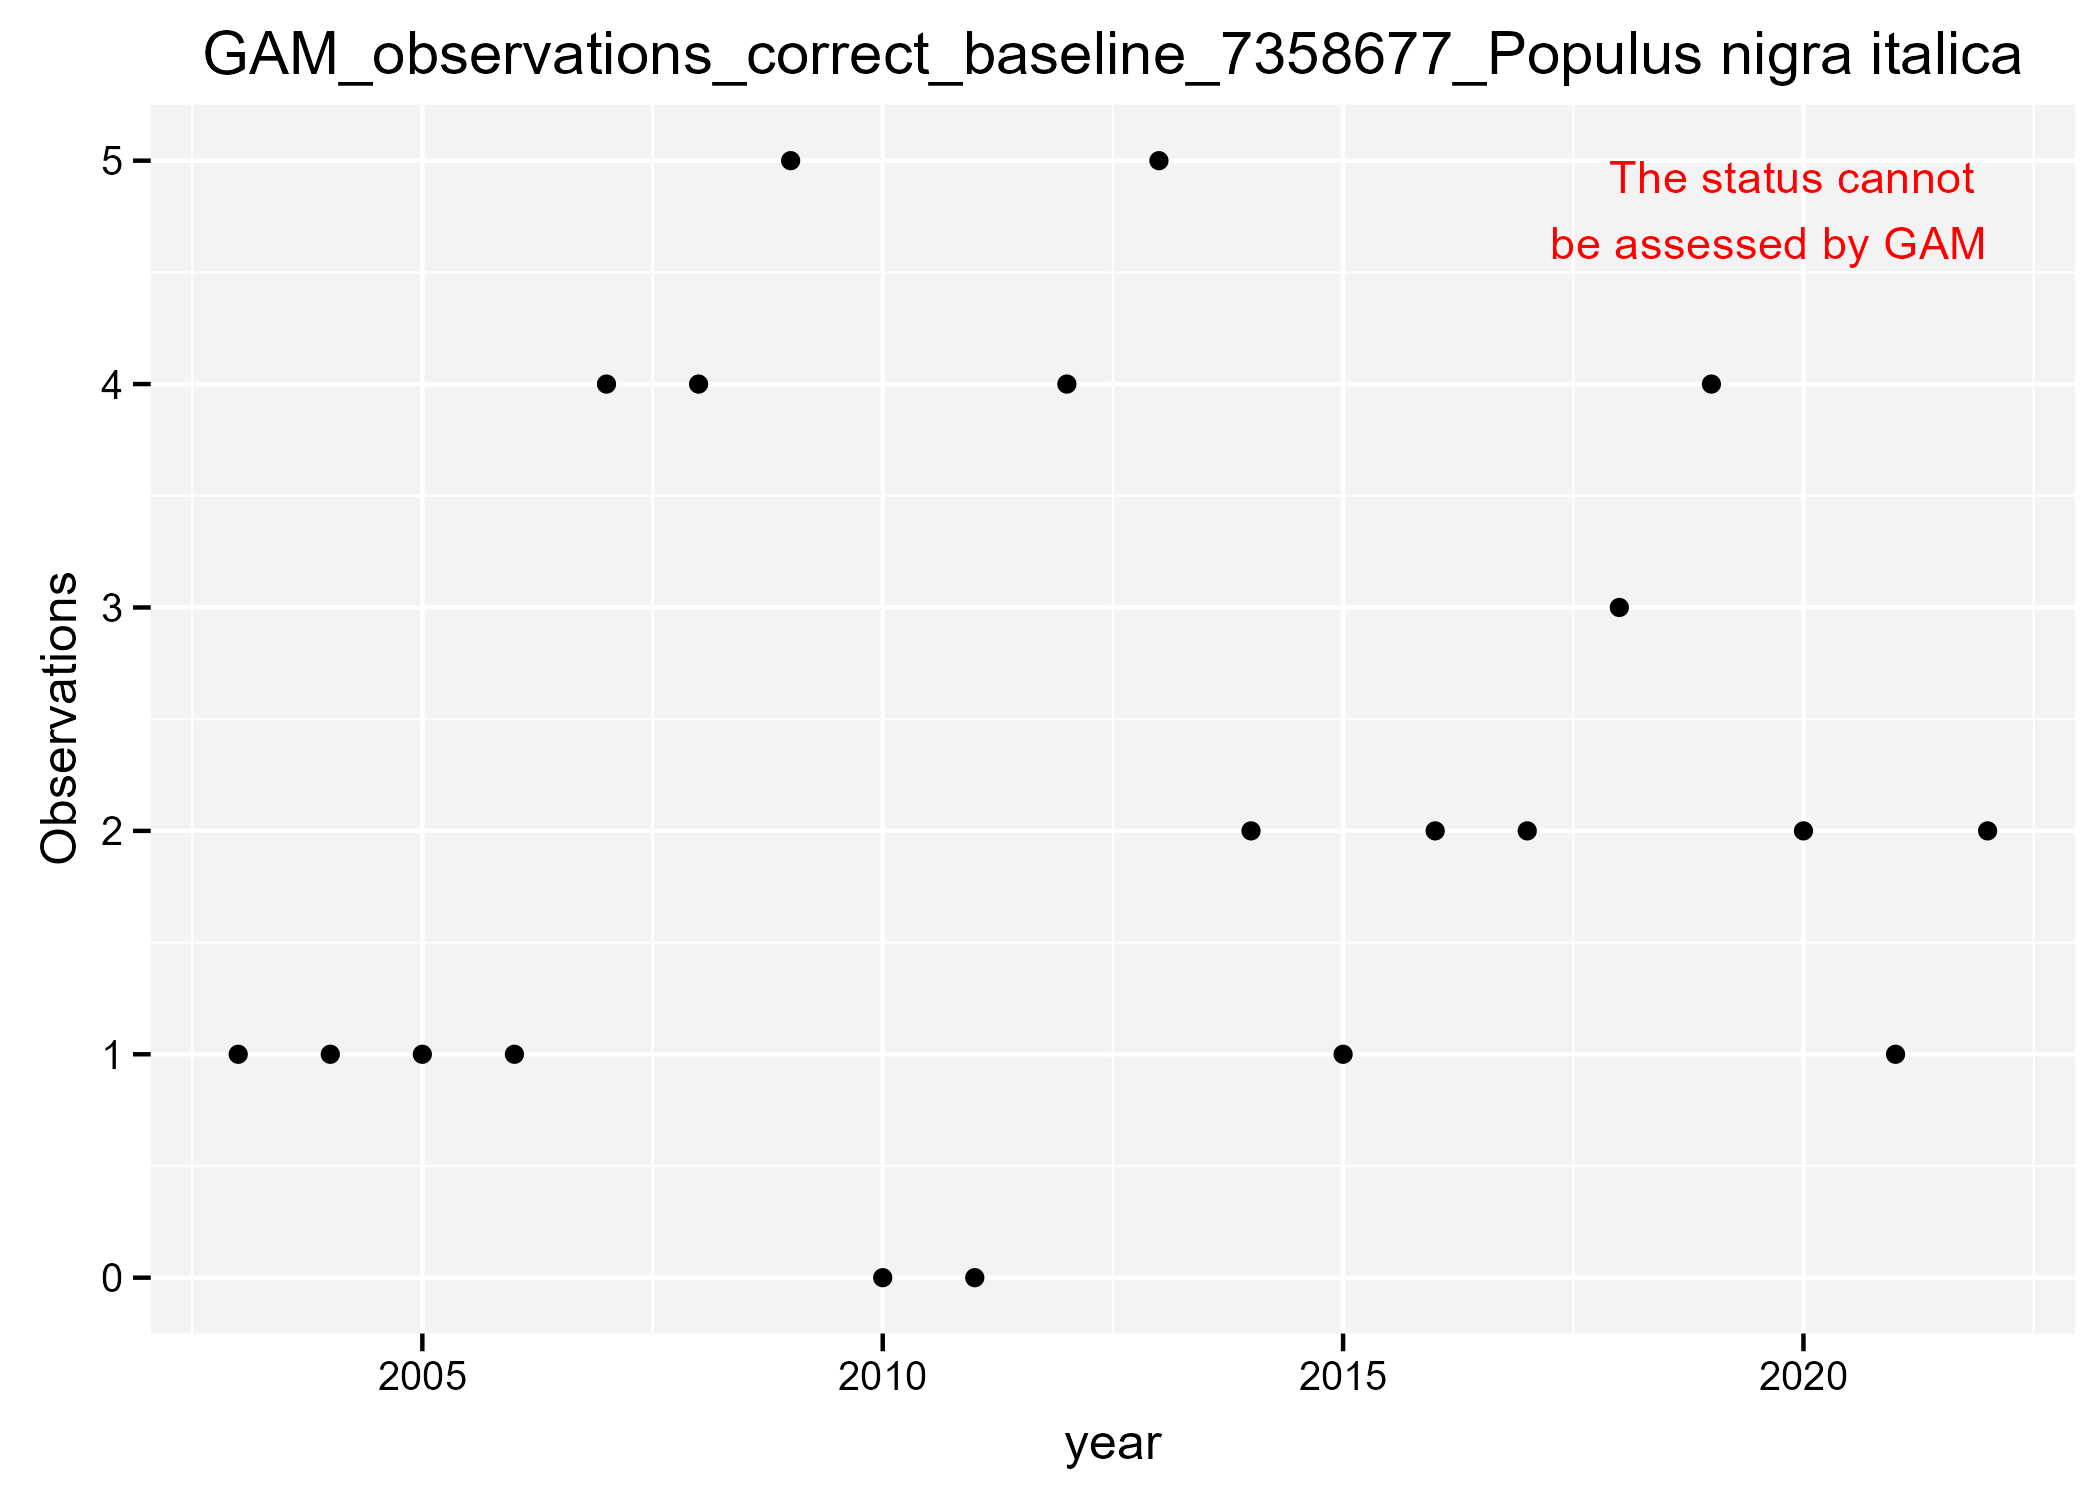 GAM_observations_correct_baseline_7358677_Populus nigra italica
The status cannot
be assessed by GAM
Observations
5
4
3
2
1
0
2005 2010 2015 2020
year